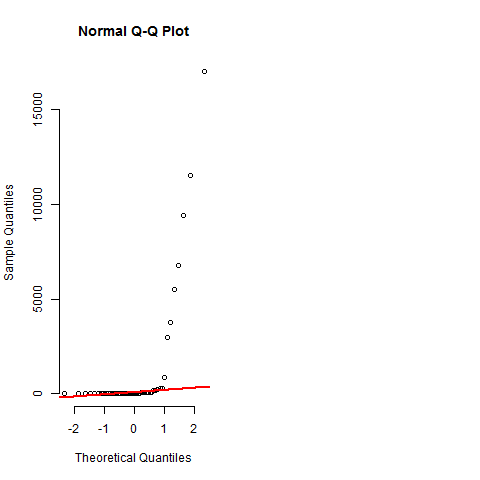 Normal Q-Q Plot
15000
10000
5000
0
Sample Quantiles
-2 -1 0 1 2
Theoretical Quantiles